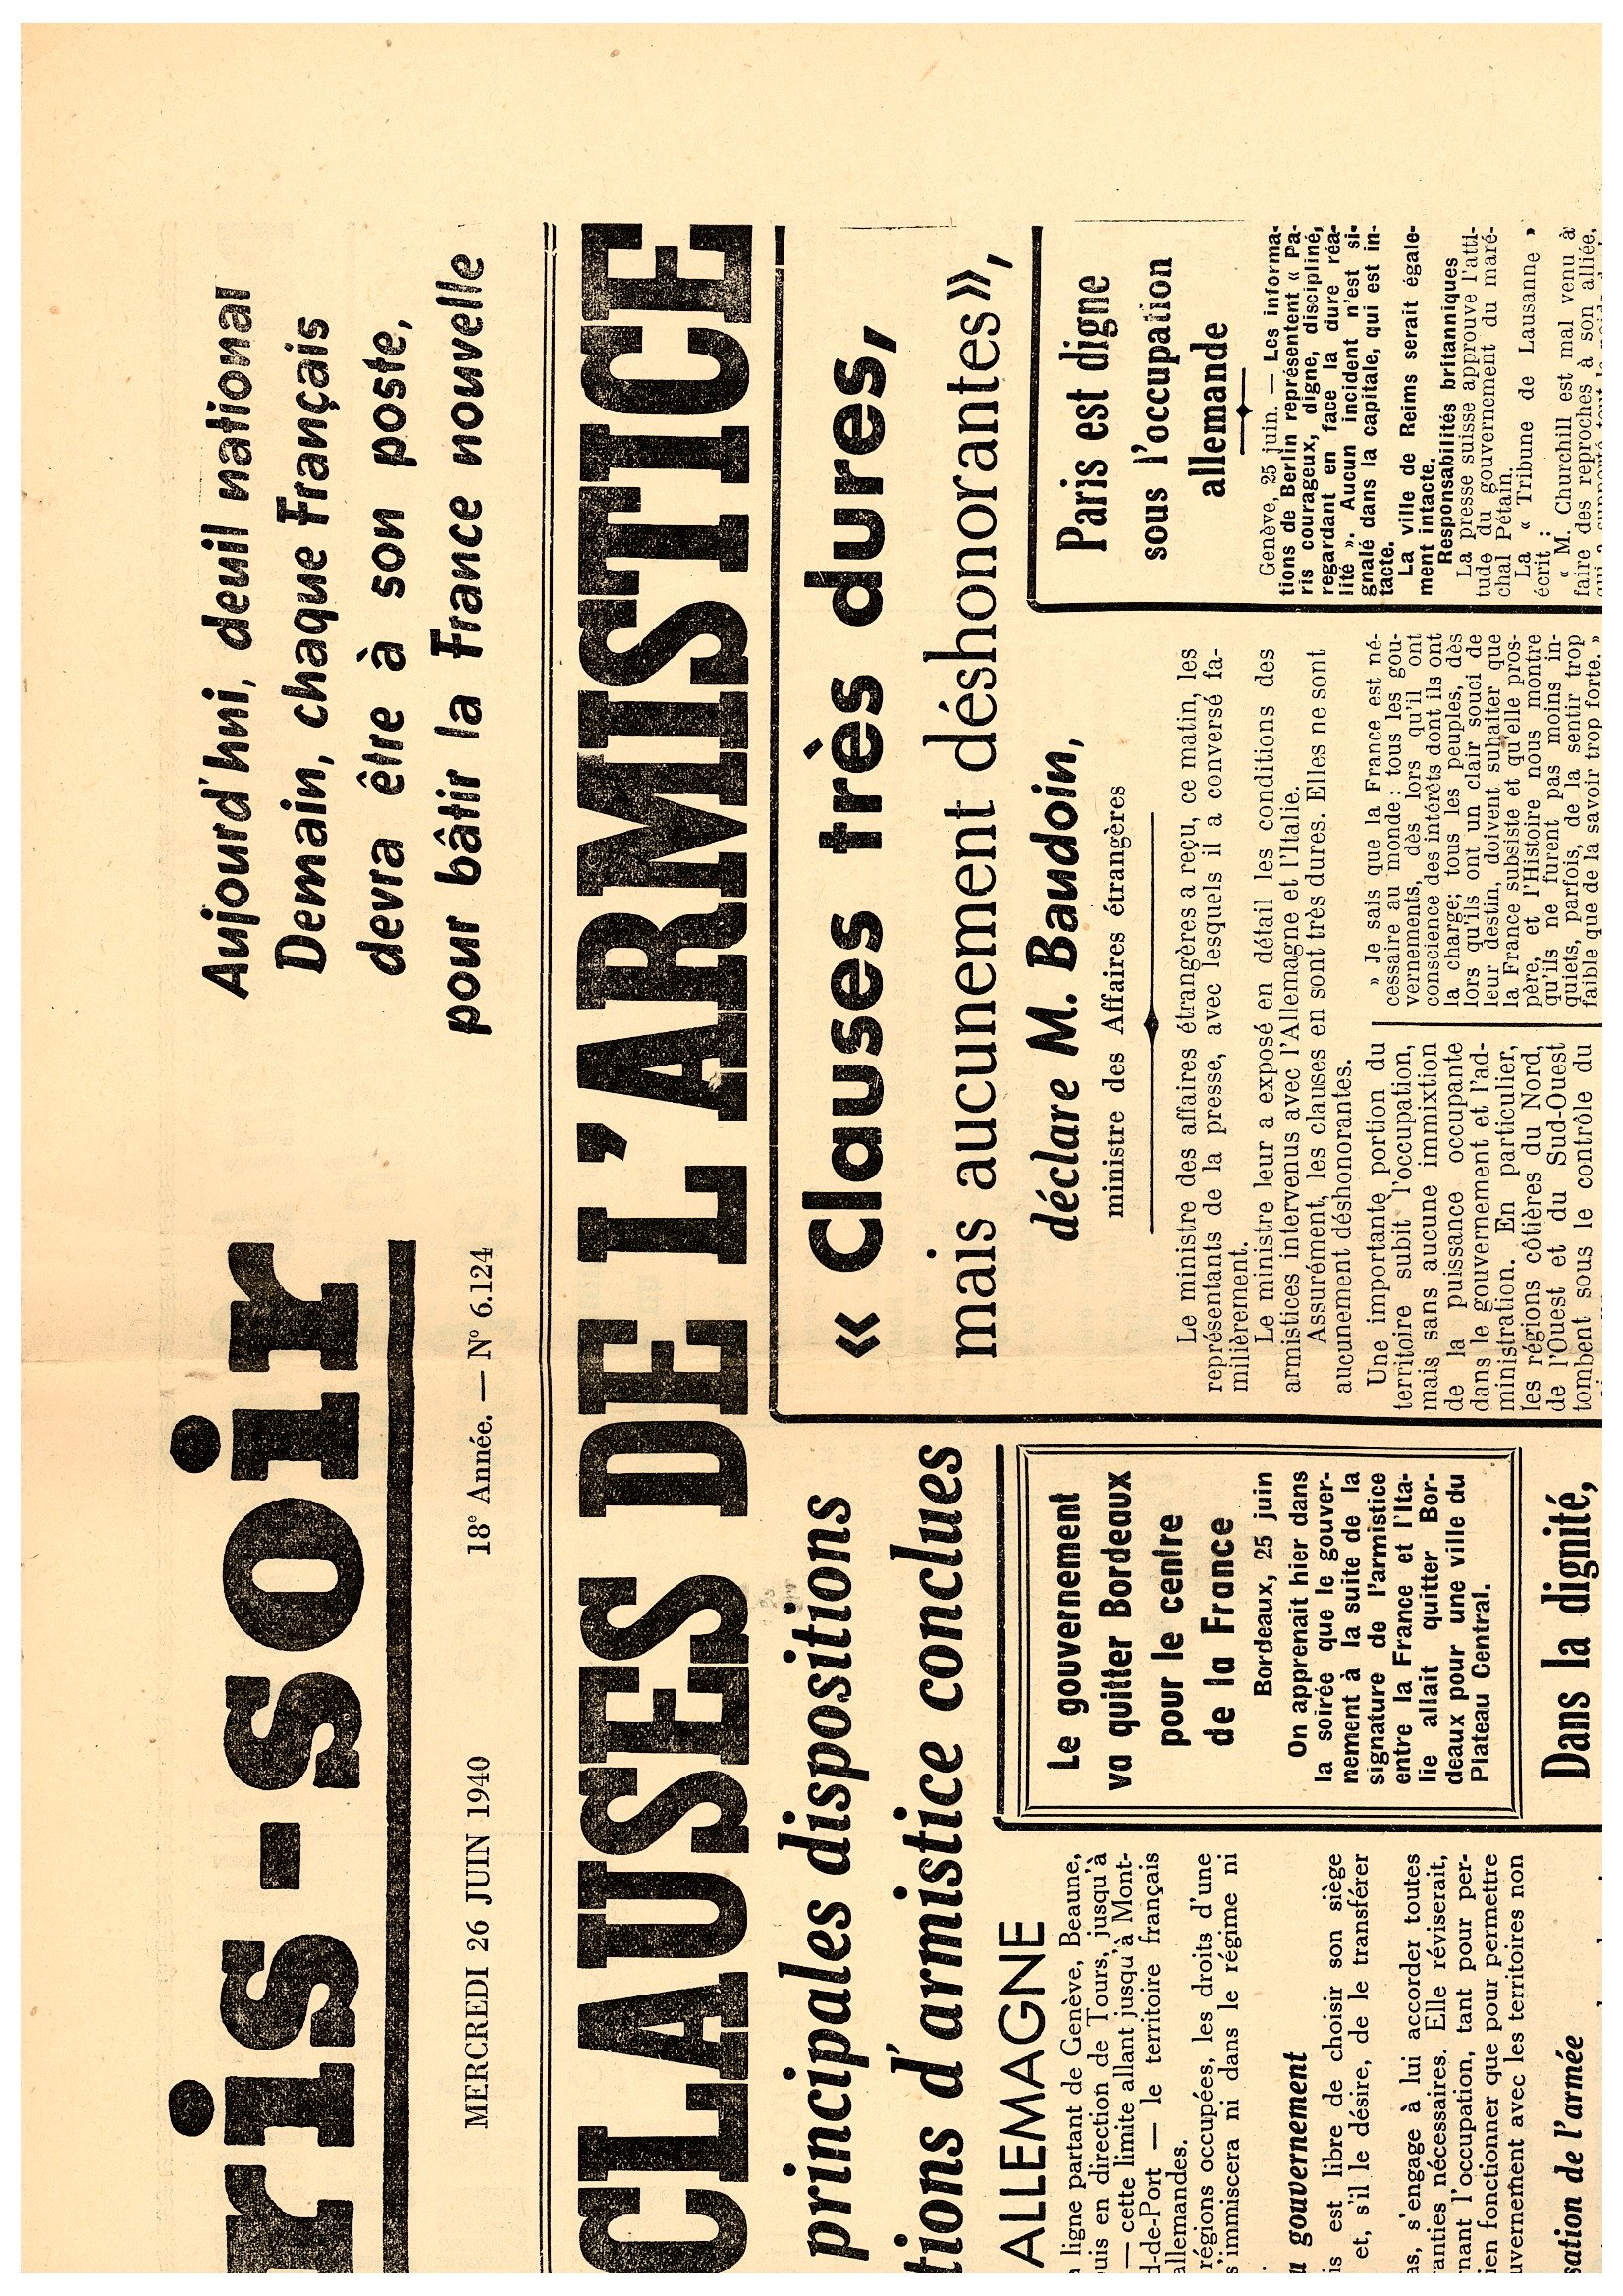 ris-soir
Aujourd'hni, deuil national
Demain, chaque Français
devra être à son poste,
pour bâtir la France nouvelle
MERCREDI 26 JUIN 1940
18e Année. — N° 6.124
CLAUSES DE L'ARMISTICE
principales dispositions
tions d'armistice conclues
ALLEMAGNE
ligne partant de Genève, Beaune,
uis en direction de Tours, jusqu'à
— cette limite allant jusqu'à Mont-
d-de-Port — le territoire français
allemandes.
régions occupées, les droits d'une
s'immiscera ni dans le régime ni
u gouvernement
is est libre de choisir son siège
et, s'il le désire, de le transférer
as, s'engage à lui accorder toutes
ranties nécessaires. Elle réviserait,
rnant l'occupation, tant pour per-
ien fonctionner que pour permettre
uvernement avec les territoires non
sation de l'armée
Le gouvernement
va quitter Bordeaux
pour le centre
de la France
Bordeaux, 25 juin
On apprenait hier dans
la soirée que le gouver-
nement à la suite de la
signature de l'armistice
entre la France et l'Ita-
lie allait quitter Bor-
deaux pour une ville du
Plateau Central.
Dans la dignité,
« Clauses très dures,
mais aucunement déshonorantes»,
déclare M. Baudoin,
ministre des Affaires étrangères
Le ministre des affaires étrangères a reçu, ce matin, les
représentants de la presse, avec lesquels il a conversé fa-
milièrement.
Le ministre leur a exposé en détail les conditions des
armistices intervenus avec l'Allemagne et l'Italie.
Assurément, les clauses en sont très dures. Elles ne sont
aucunement déshonorantes.
Une importante portion du
territoire subit l'occupation,
mais sans aucune immixtion
de la puissance occupante
dans le gouvernement et l'ad-
ministration. En particulier,
les régions côtières du Nord,
de l'Ouest et du Sud-Ouest
tombent sous le contrôle du
» Je sais que la France est né-
cessaire au monde : tous les gou-
vernements, dès lors qu'il ont
conscience des intérêts dont ils ont
la charge; tous les peuples, dès
lors qu'ils ont un clair souci de
leur destin, doivent suhaiter que
la France subsiste et qu'elle pros-
père, et l'Histoire nous montre
qu'ils ne furent pas moins in-
quiets, parfois, de la sentir trop
faible que de la savoir trop forte. »
Paris est digne
sous l'occupation
allemande
Genève, 25 juin. — Les informa-
tions de Berlin représentent « Pa-
ris courageux, digne, discipliné,
regardant en face la dure réa-
lité ». Aucun incident n'est si-
gnalé dans la capitale, qui est in-
tacte.
La ville de Reims serait égale-
ment intacte.
Responsabilités britanniques
La presse suisse approuve l'atti-
tude du gouvernement du maré-
chal Pétain.
La « Tribune de Lausanne »
écrit :
« M. Churchill est mal venu à
faire des reproches à son alliée,